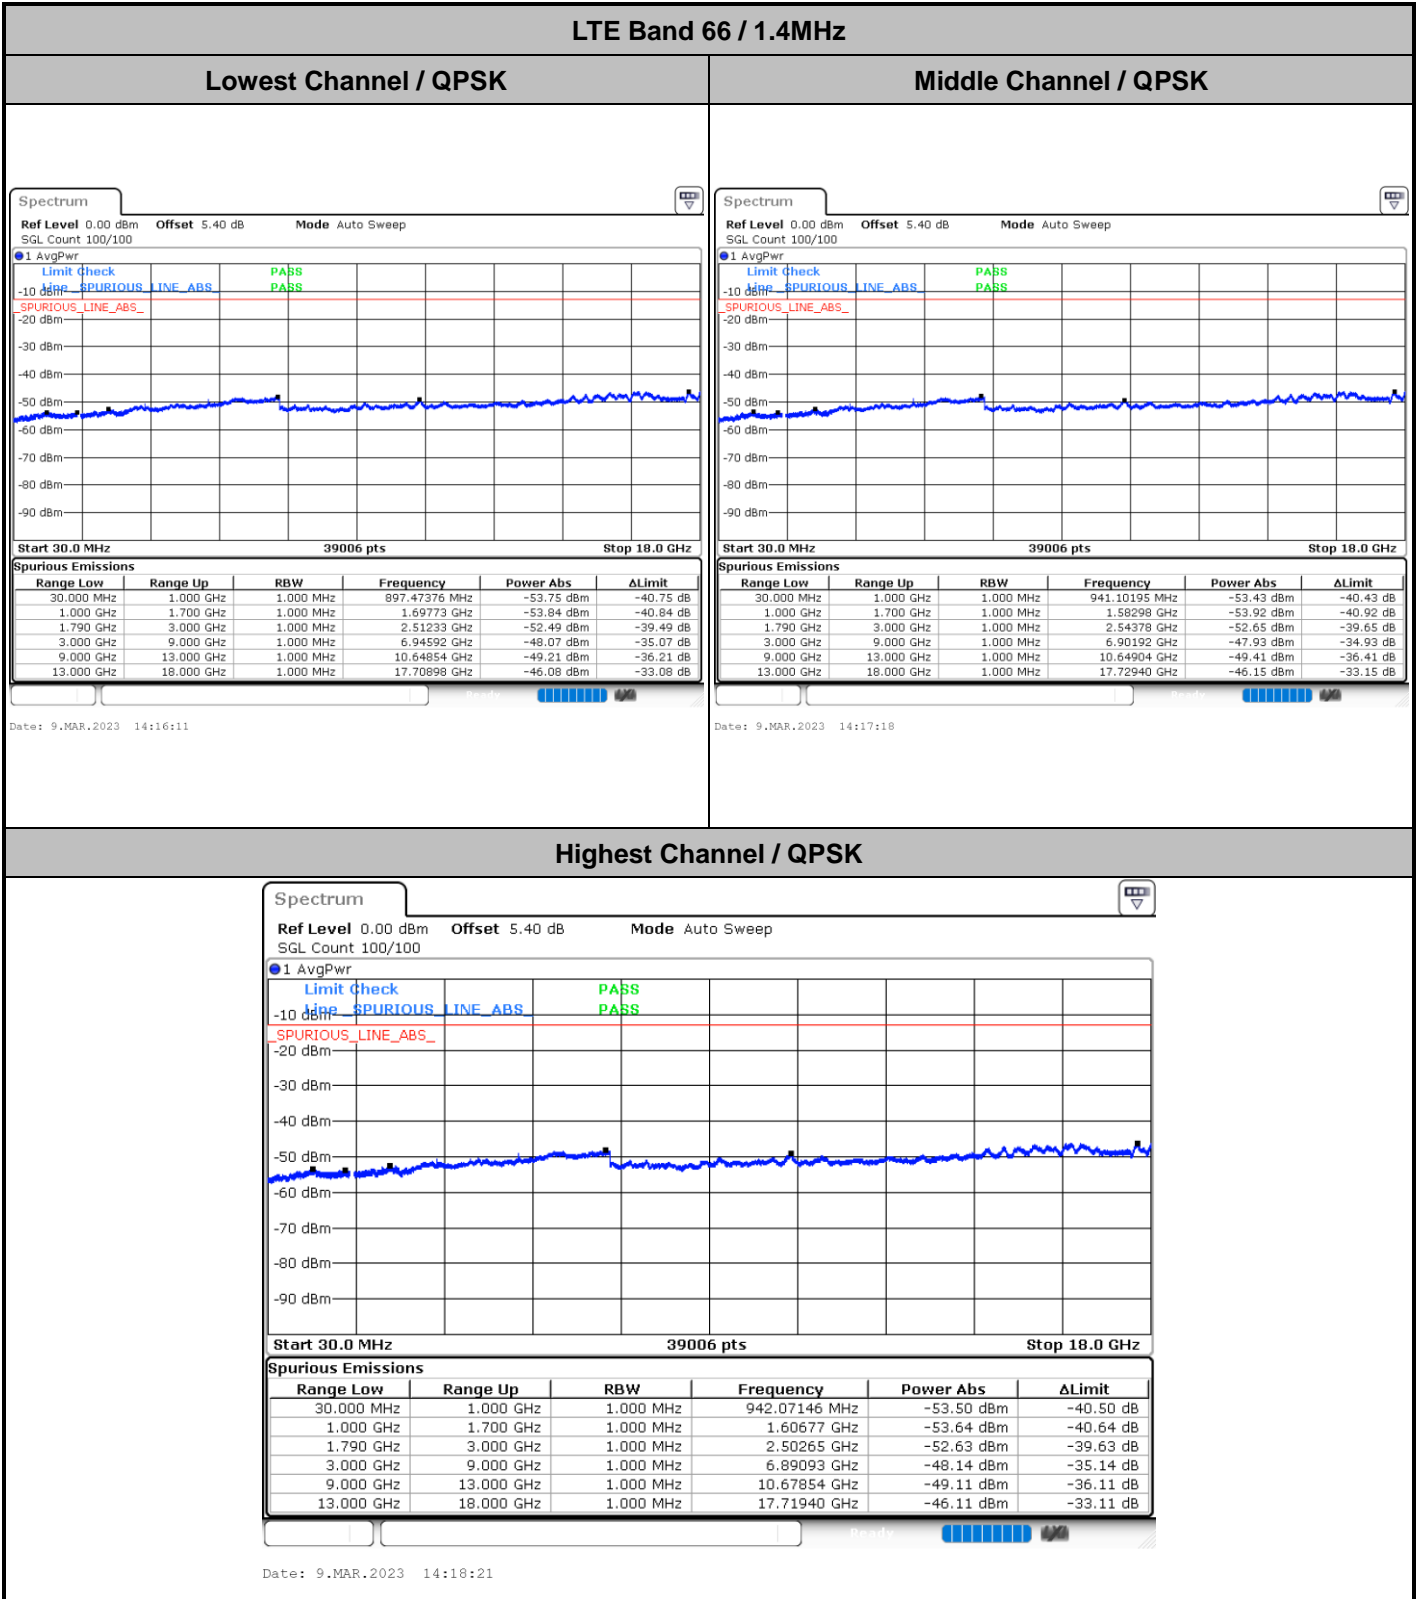 LTE Band 66 / 1.4MHz
Lowest Channel / QPSK
Middle Channel / QPSK
Spectrum
Ref Level 0.00 dBm Offset 5.40 dB Mode Auto Sweep
SGL Count 100/100
1 AvgPwr
Limit Check PASS
-10 dBm
Line _SPURIOUS_LINE_ABS_ PASS
_SPURIOUS_LINE_ABS_
-20 dBm
-30 dBm
-40 dBm
-50 dBm
-60 dBm
-70 dBm
-80 dBm
-90 dBm
Start 30.0 MHz 39006 pts Stop 18.0 GHz
Spurious Emissions
Range Low Range Up RBW Frequency Power Abs ΔLimit
30.000 MHz 1.000 GHz 1.000 MHz 897.47376 MHz -53.75 dBm -40.75 dB
1.000 GHz 1.700 GHz 1.000 MHz 1.69773 GHz -53.84 dBm -40.84 dB
1.790 GHz 3.000 GHz 1.000 MHz 2.51233 GHz -52.49 dBm -39.49 dB
3.000 GHz 9.000 GHz 1.000 MHz 6.94592 GHz -48.07 dBm -35.07 dB
9.000 GHz 13.000 GHz 1.000 MHz 10.64854 GHz -49.21 dBm -36.21 dB
13.000 GHz 18.000 GHz 1.000 MHz 17.70898 GHz -46.08 dBm -33.08 dB
Ready
Date: 9.MAR.2023 14:16:11
Spectrum
Ref Level 0.00 dBm Offset 5.40 dB Mode Auto Sweep
SGL Count 100/100
1 AvgPwr
Limit Check PASS
-10 dBm
Line _SPURIOUS_LINE_ABS_ PASS
_SPURIOUS_LINE_ABS_
-20 dBm
-30 dBm
-40 dBm
-50 dBm
-60 dBm
-70 dBm
-80 dBm
-90 dBm
Start 30.0 MHz 39006 pts Stop 18.0 GHz
Spurious Emissions
Range Low Range Up RBW Frequency Power Abs ΔLimit
30.000 MHz 1.000 GHz 1.000 MHz 941.10195 MHz -53.43 dBm -40.43 dB
1.000 GHz 1.700 GHz 1.000 MHz 1.58298 GHz -53.92 dBm -40.92 dB
1.790 GHz 3.000 GHz 1.000 MHz 2.54378 GHz -52.65 dBm -39.65 dB
3.000 GHz 9.000 GHz 1.000 MHz 6.90192 GHz -47.93 dBm -34.93 dB
9.000 GHz 13.000 GHz 1.000 MHz 10.64904 GHz -49.41 dBm -36.41 dB
13.000 GHz 18.000 GHz 1.000 MHz 17.72940 GHz -46.15 dBm -33.15 dB
Ready
Date: 9.MAR.2023 14:17:18
Highest Channel / QPSK
Spectrum
Ref Level 0.00 dBm Offset 5.40 dB Mode Auto Sweep
SGL Count 100/100
1 AvgPwr
Limit Check PASS
-10 dBm
Line _SPURIOUS_LINE_ABS_ PASS
_SPURIOUS_LINE_ABS_
-20 dBm
-30 dBm
-40 dBm
-50 dBm
-60 dBm
-70 dBm
-80 dBm
-90 dBm
Start 30.0 MHz 39006 pts Stop 18.0 GHz
Spurious Emissions
Range Low Range Up RBW Frequency Power Abs ΔLimit
30.000 MHz 1.000 GHz 1.000 MHz 942.07146 MHz -53.50 dBm -40.50 dB
1.000 GHz 1.700 GHz 1.000 MHz 1.60677 GHz -53.64 dBm -40.64 dB
1.790 GHz 3.000 GHz 1.000 MHz 2.50265 GHz -52.63 dBm -39.63 dB
3.000 GHz 9.000 GHz 1.000 MHz 6.89093 GHz -48.14 dBm -35.14 dB
9.000 GHz 13.000 GHz 1.000 MHz 10.67854 GHz -49.11 dBm -36.11 dB
13.000 GHz 18.000 GHz 1.000 MHz 17.71940 GHz -46.11 dBm -33.11 dB
Ready
Date: 9.MAR.2023 14:18:21